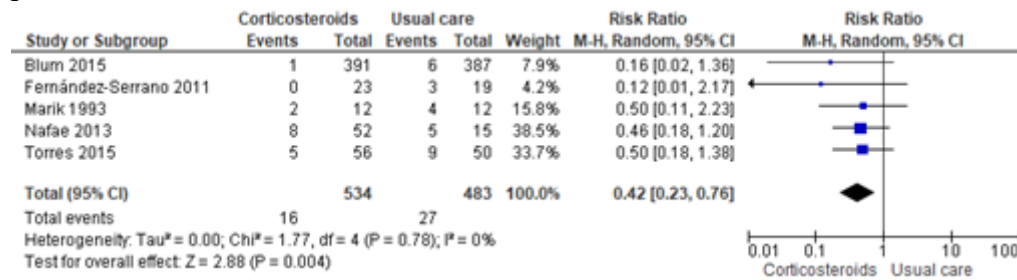 Corticosteroids Usual care Risk Ratio Risk Ratio
Study or Subgroup Events Total Events Total Weight M-H, Random, 95% CI M-H, Random, 95% CI
Blum 2015 1 391 6 387 7.9% 0.16 [0.02, 1.36]
Fernández-Serrano 2011 0 23 3 19 4.2% 0.12 [0.01, 2.17]
Marik 1993 2 12 4 12 15.8% 0.50 [0.11, 2.23]
Nafae 2013 8 52 5 15 38.5% 0.46 [0.18, 1.20]
Torres 2015 5 56 9 50 33.7% 0.50 [0.18, 1.38]
Total (95% CI) 534 483 100.0% 0.42 [0.23, 0.76]
Total events 16 27
Heterogeneity: Tau² = 0.00; Chi² = 1.77, df = 4 (P = 0.78); I² = 0%
Test for overall effect: Z = 2.88 (P = 0.004)
0.01 0.1 1 10 100
Corticosteroids Usual care